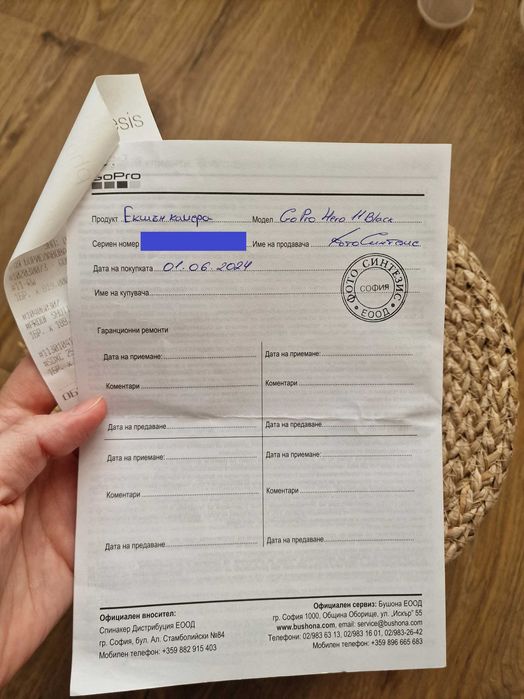 esis
GoPro
Продукт Екшън камера Модел GoPro Hero 11 Black
Сериен номер Име на продавача ФотоСинтезис
Дата на покупката 01.06.2024
Име на купувача
ФОТО СИНТЕЗИС
СОФИЯ
ЕООД
Гаранционни ремонти
Дата на приемане: Дата на приемане:
Коментари Коментари
Дата на предаване Дата на предаване
Дата на приемане: Дата на приемане:
Коментари Коментари
Дата на предаване Дата на предаване
Официален вносител:
Спинакер Дистрибуция ЕООД
гр. София, бул. Ал. Стамболийски №84
Мобилен телефон: +359 882 915 403
Официален сервиз: Бушона ЕООД
гр. София 1000, Община Оборище, ул. „Искър" 55
www.bushona.com, email: service@bushona.com
Телефони: 02/983 63 13, 02/983 16 01, 02/983-26-42
Мобилен телефон: +359 896 665 683